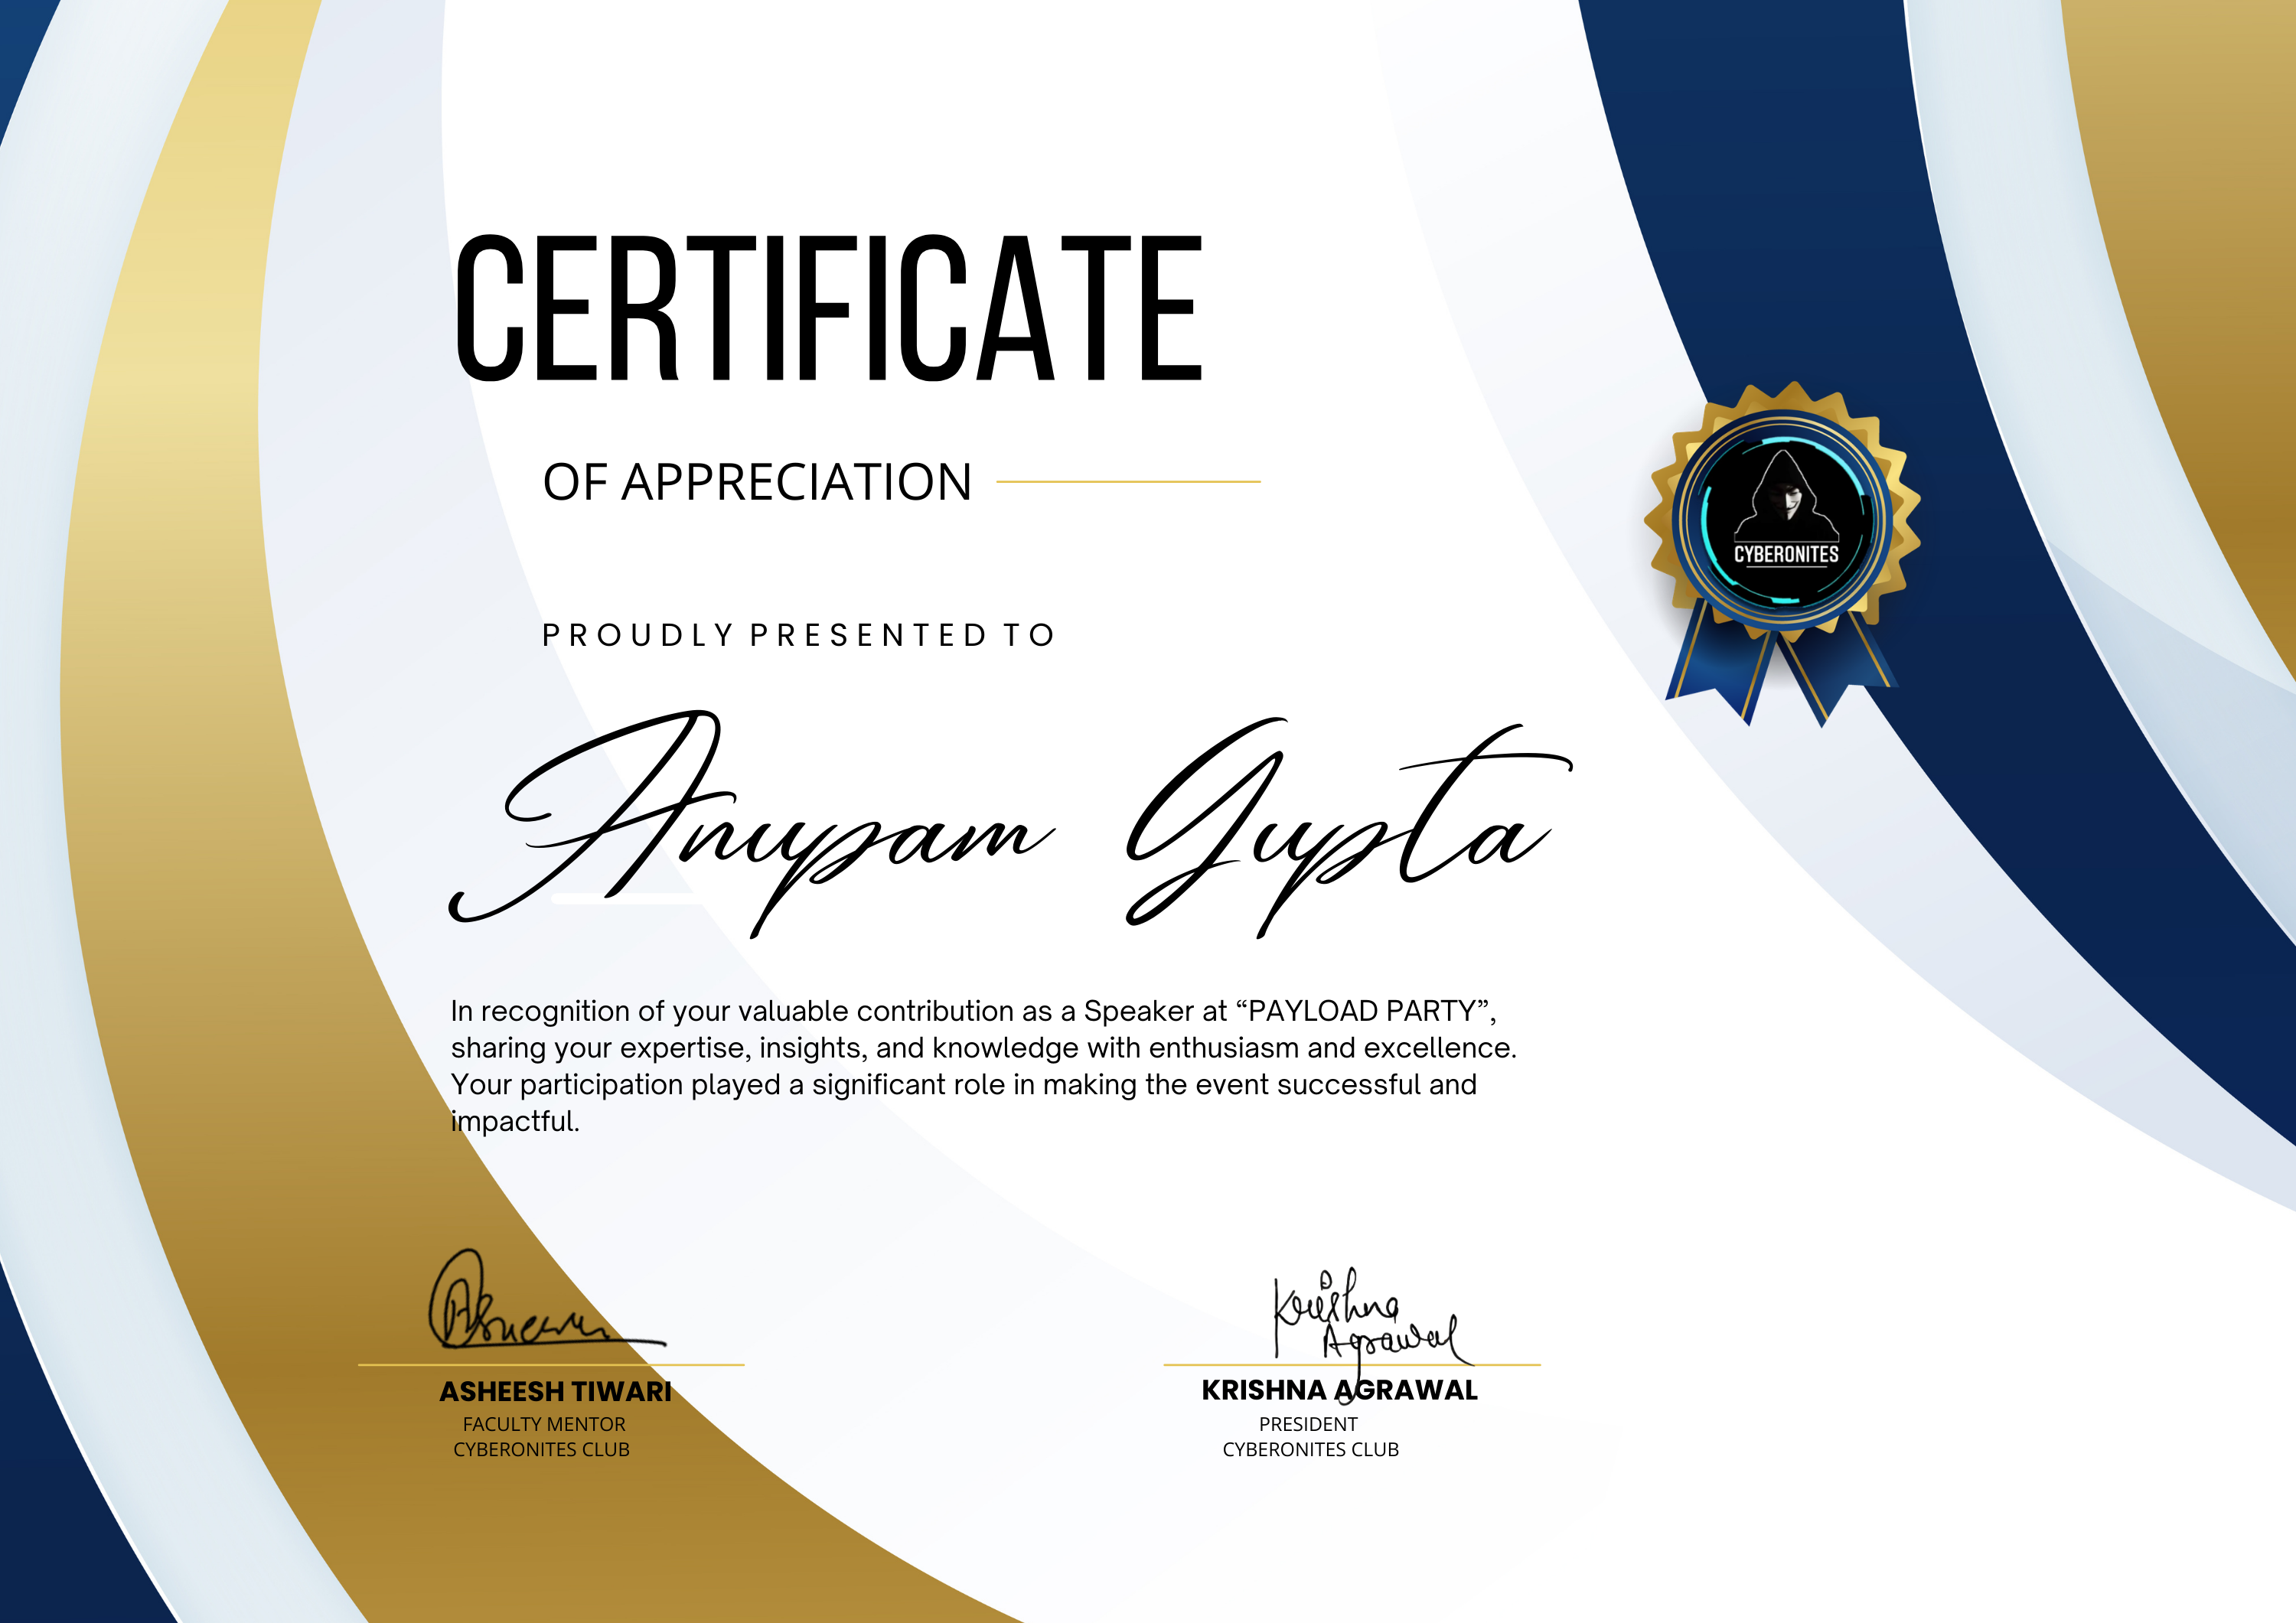 CERTIFICATE
OF APPRECIATION
CYBERONITES
PROUDLY PRESENTED TO
Anupam Gupta
In recognition of your valuable contribution as a Speaker at “PAYLOAD PARTY”,
sharing your expertise, insights, and knowledge with enthusiasm and excellence.
Your participation played a significant role in making the event successful and
impactful.
Krishna
Agrawal
ASHEESH TIWARI
FACULTY MENTOR
CYBERONITES CLUB
KRISHNA AGRAWAL
PRESIDENT
CYBERONITES CLUB